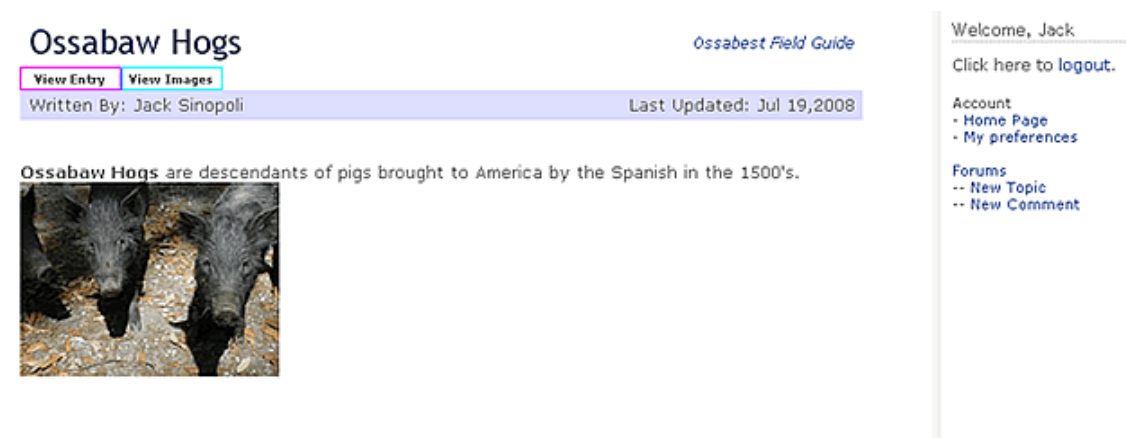 Ossabaw Hogs
Ossabest Field Guide
View Entry View Images
Written By: Jack Sinopoli Last Updated: Jul 19,2008
Ossabaw Hogs are descendants of pigs brought to America by the Spanish in the 1500's.
Welcome, Jack
Click here to logout.
Account
- Home Page
- My preferences
Forums
-- New Topic
-- New Comment